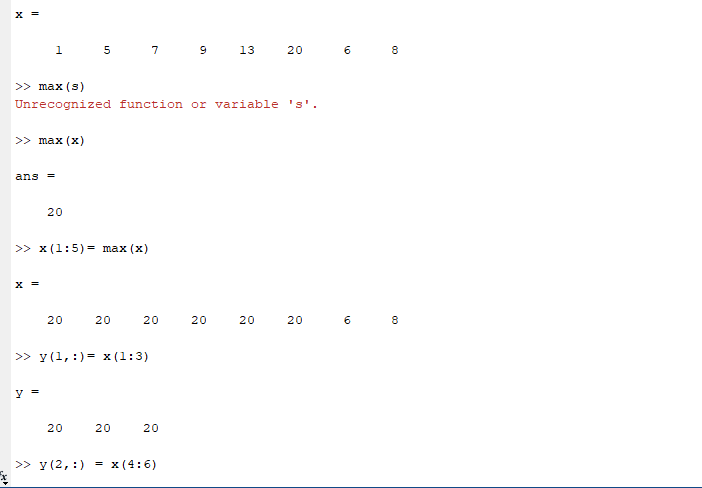 x =
1 5 7 9 13 20 6 8
>> max(s)
Unrecognized function or variable 's'.
>> max(x)
ans =
20
>> x(1:5)= max(x)
x =
20 20 20 20 20 20 6 8
>> y(1,:)= x(1:3)
y =
20 20 20
>> y(2,:) = x(4:6)